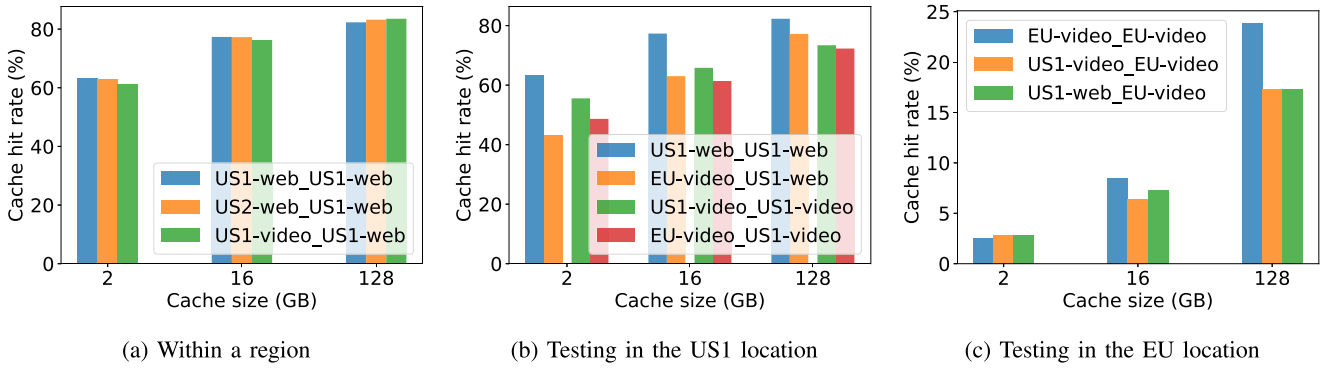 Cache hit rate (%)
80
60
40
20
0
US1-web_US1-web
US2-web_US1-web
US1-video_US1-web
2
16
128
Cache size (GB)
(a) Within a region
Cache hit rate (%)
80
60
40
20
0
US1-web_US1-web
EU-video_US1-web
US1-video_US1-video
EU-video_US1-video
2
16
128
Cache size (GB)
(b) Testing in the US1 location
Cache hit rate (%)
25
20
15
10
5
0
EU-video_EU-video
US1-video_EU-video
US1-web_EU-video
2
16
128
Cache size (GB)
(c) Testing in the EU location